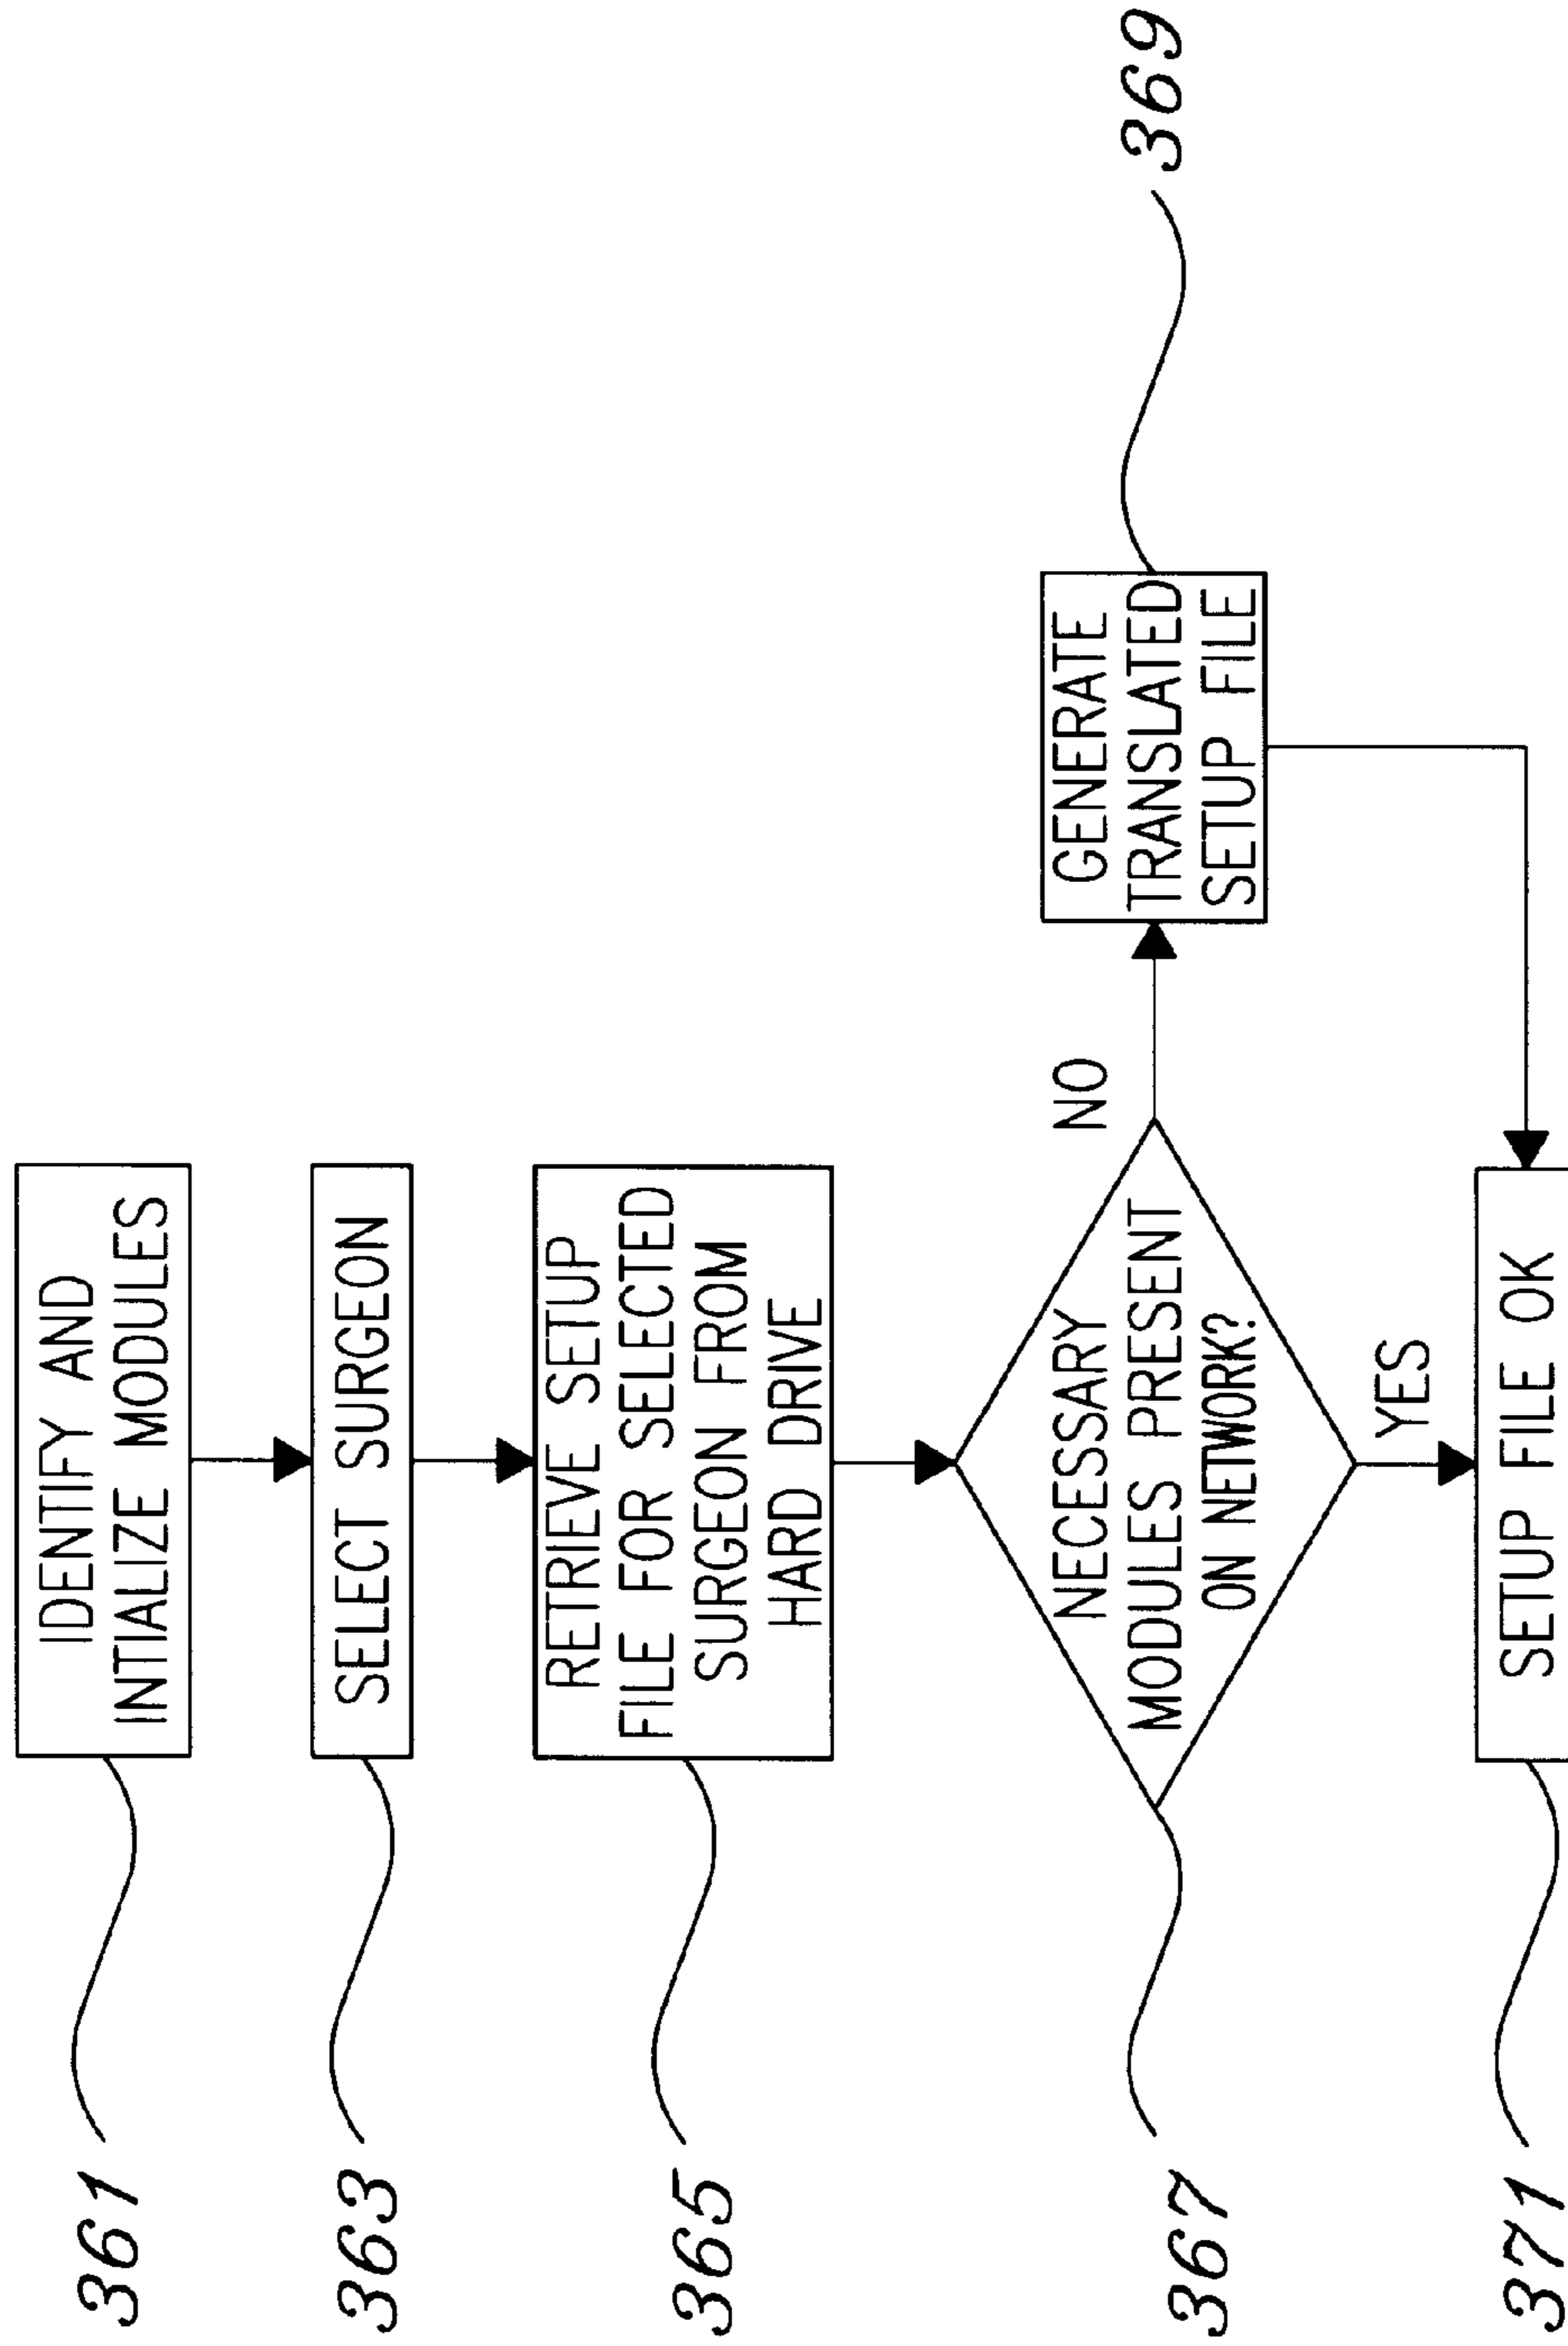 361
IDENTIFY AND
INTIALIZE MODULES
363
SELECT SURGEON
365
RETRIEVE SETUP
FILE FOR SELECTED
SURGEON FROM
HARD DRIVE
367
NECESSARY
MODULES PRESENT
ON NETWORK?
NO
GENERATE
TRANSLATED
SETUP FILE
369
YES
371
SETUP FILE OK